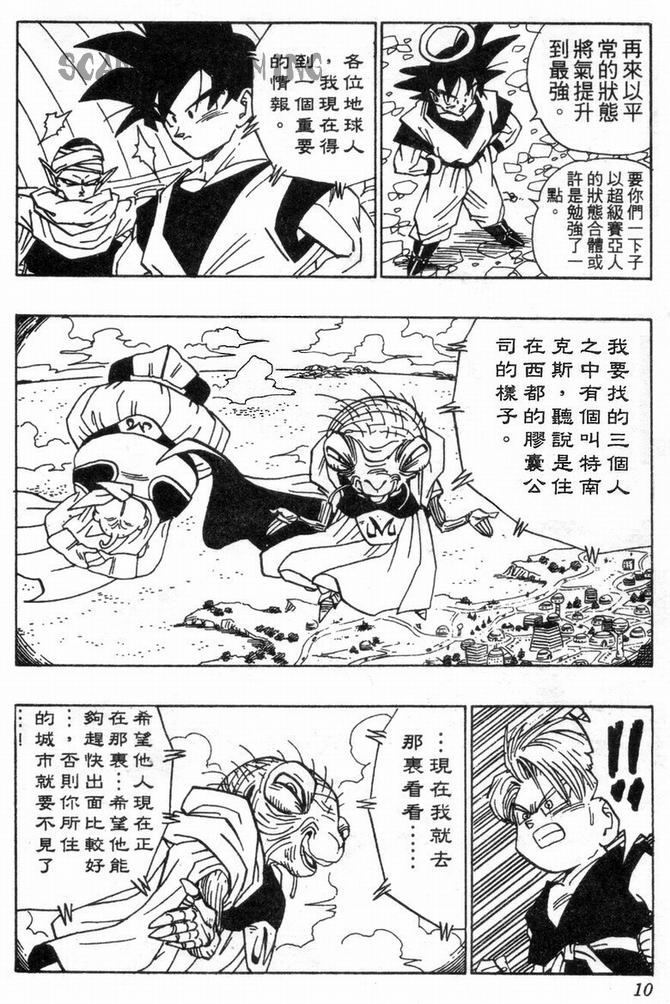 再來以平
常的狀態
將氣提升
到最強。
要你們一下子
以超級賽亞人
的狀態合體或
許是勉強了一
點。
各位地球人
，我現在得
到一個重要
的情報。
我要找的三個人
之中有個叫特南
克斯，聽說是住
在西都的膠囊公
司的樣子。
!!
…現在我就去
那裏看看……
希望他人現在正
在那裏…希望他能
夠趕快出面比較好
…，否則你所住
的城市就要不見了
…！
10